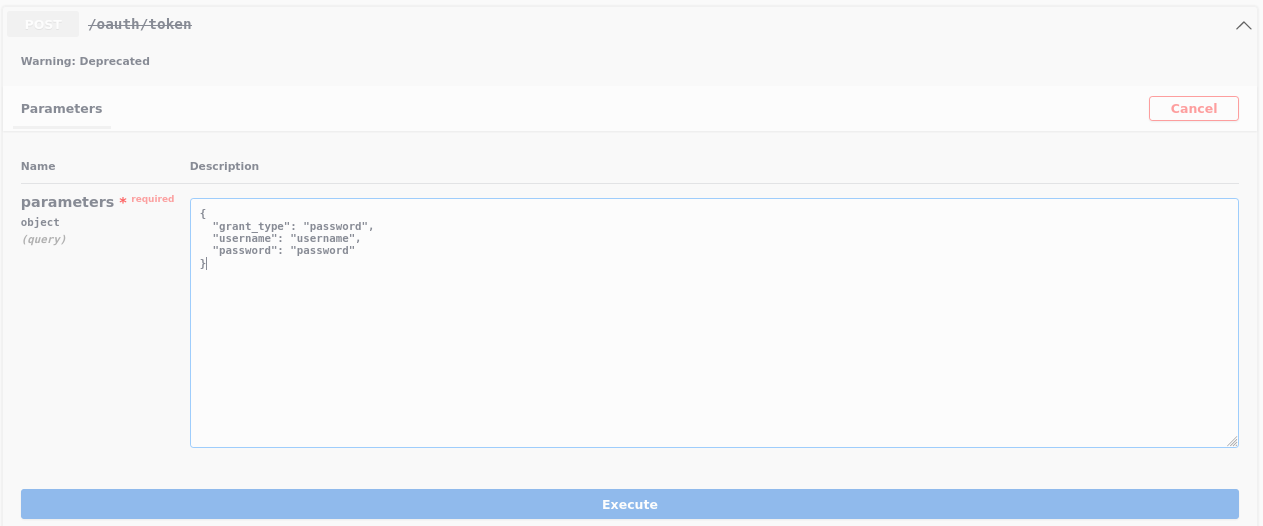 POST /oauth/token
Warning: Deprecated
Parameters
Cancel
Name Description
parameters * required
object
(query)
{
  "grant_type": "password",
  "username": "username",
  "password": "password"
}
Execute